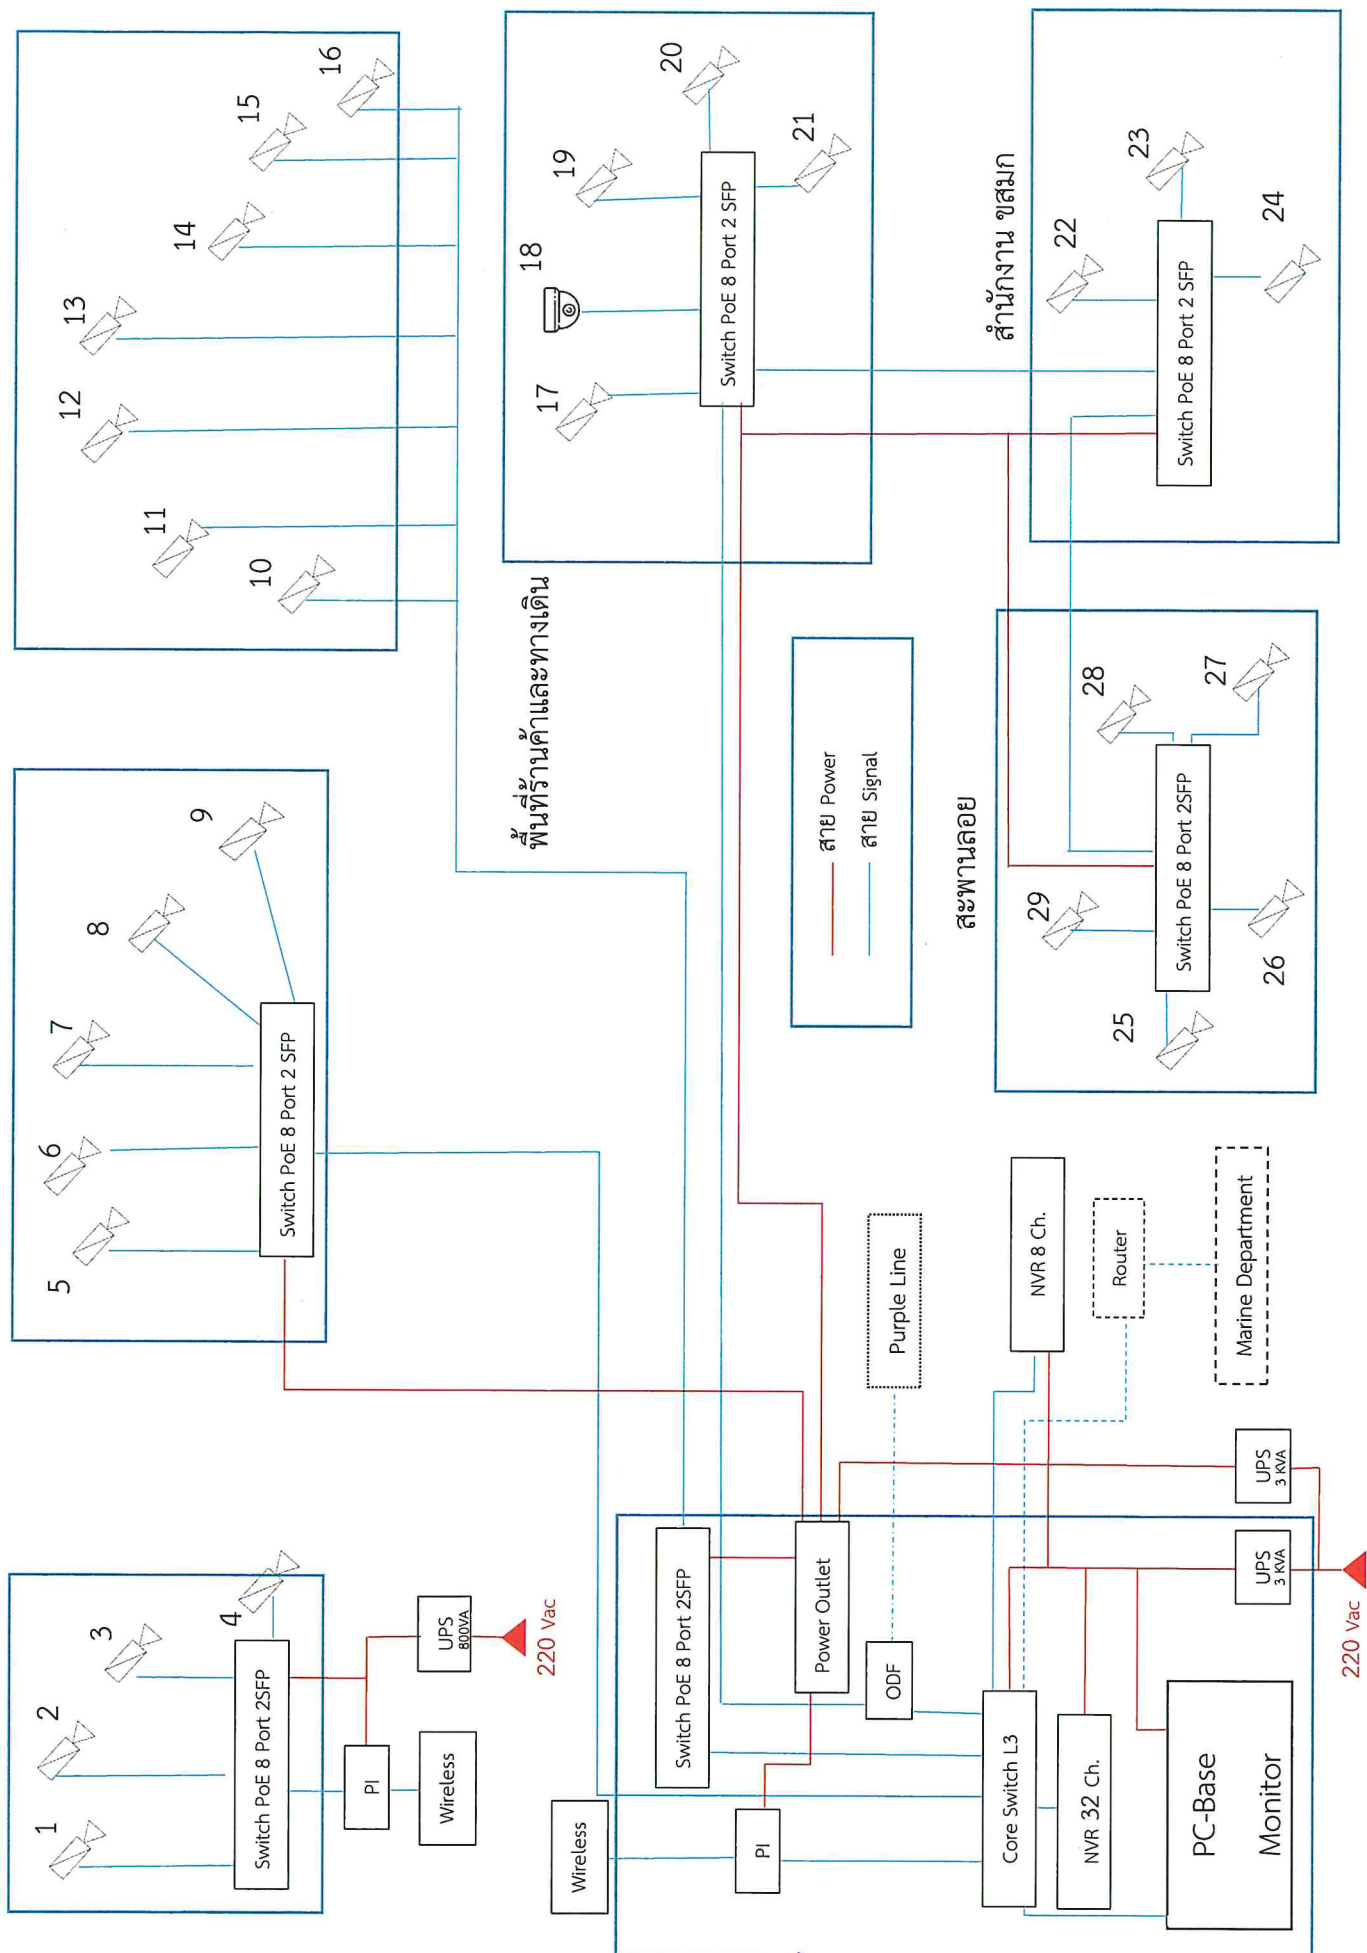 1
2
3
4
Switch PoE 8 Port 2SFP
PI
Wireless
UPS
800VA
220 Vac
5
6
7
8
9
Switch PoE 8 Port 2 SFP
10
11
12
13
14
15
16
พื้นที่ร้านค้าและทางเดิน
17
18
19
20
21
Switch PoE 8 Port 2 SFP
สำนักงาน ขสมก
22
23
24
Switch PoE 8 Port 2 SFP
สาย Power
สาย Signal
สะพานลอย
25
26
27
28
29
Switch PoE 8 Port 2SFP
Wireless
PI
Switch PoE 8 Port 2SFP
Power Outlet
ODF
Purple Line
Core Switch L3
NVR 32 Ch.
NVR 8 Ch.
Router
Marine Department
PC-Base
Monitor
UPS
3 KVA
UPS
3 KVA
220 Vac